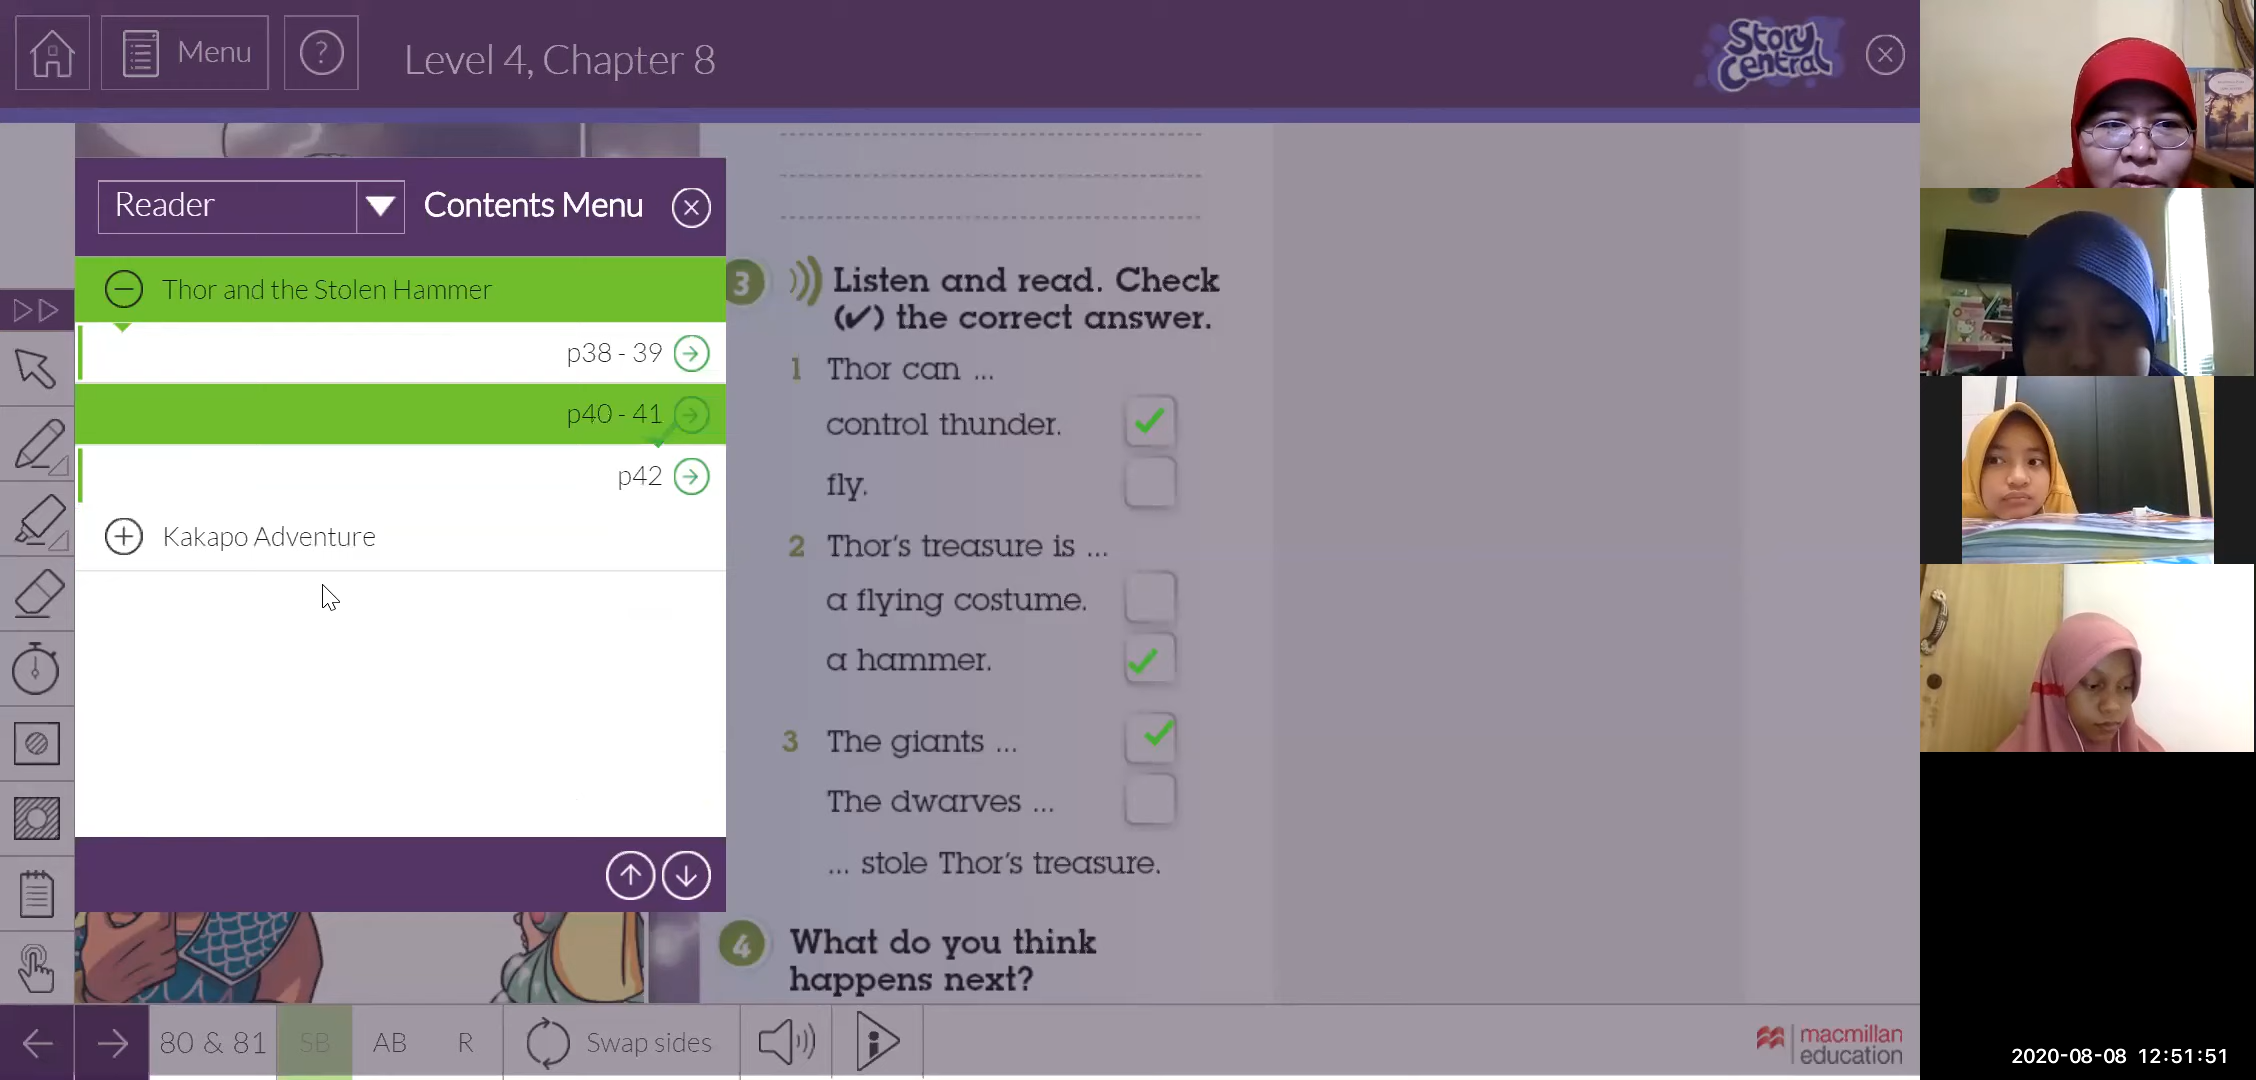 Menu
?
Level 4, Chapter 8
Story
Central
Reader
Contents Menu
Thor and the Stolen Hammer
p38 - 39
p40 - 41
p42
Kakapo Adventure
3 Listen and read. Check
(✔) the correct answer.
1 Thor can ...
control thunder.
fly.
2 Thor's treasure is ...
a flying costume.
a hammer.
3 The giants ...
The dwarves ...
... stole Thor's treasure.
4 What do you think
happens next?
80 & 81
SB
AB
R
Swap sides
macmillan
education
2020-08-08 12:51:51